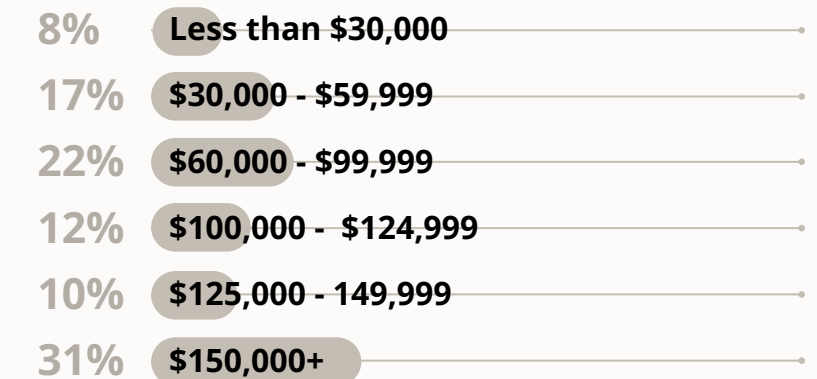 8% Less than $30,000
17% $30,000 - $59,999
22% $60,000 - $99,999
12% $100,000 -  $124,999
10% $125,000 - 149,999
31% $150,000+